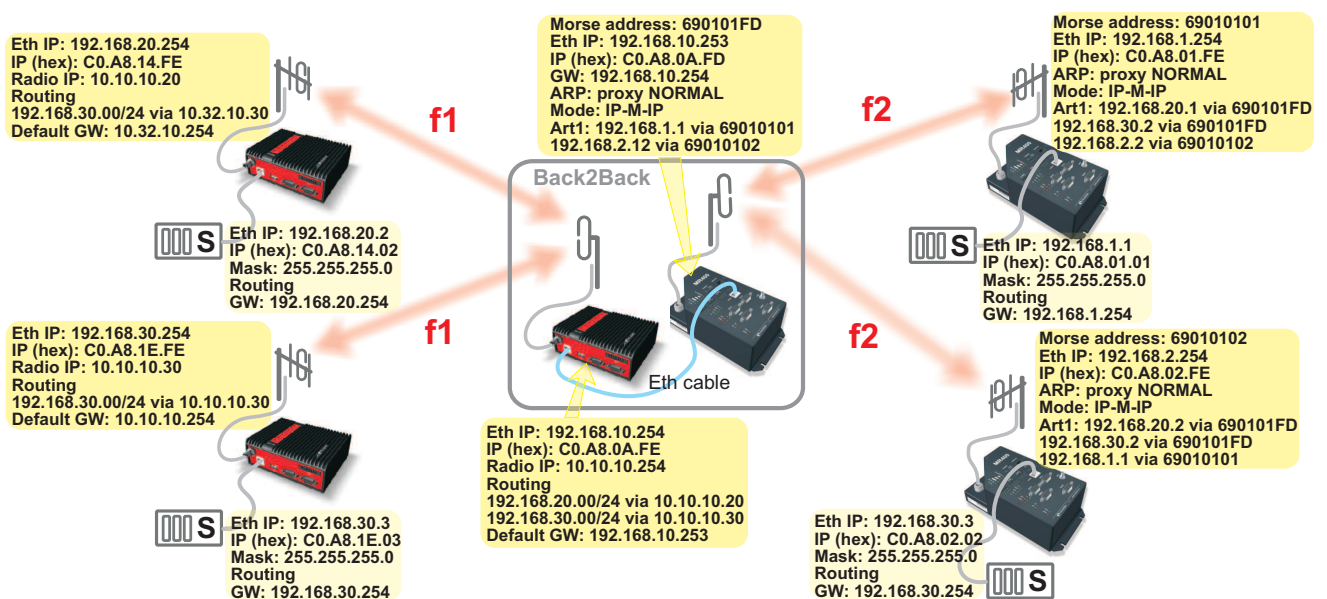 Eth IP: 192.168.20.254
IP (hex): C0.A8.14.FE
Radio IP: 10.10.10.20
Routing
192.168.30.00/24 via 10.32.10.30
Default GW: 10.32.10.254
S
Eth IP: 192.168.20.2
IP (hex): C0.A8.14.02
Mask: 255.255.255.0
Routing
GW: 192.168.20.254
Eth IP: 192.168.30.254
IP (hex): C0.A8.1E.FE
Radio IP: 10.10.10.30
Routing
192.168.30.00/24 via 10.10.10.30
Default GW: 10.10.10.254
S
Eth IP: 192.168.30.3
IP (hex): C0.A8.1E.03
Mask: 255.255.255.0
Routing
GW: 192.168.30.254
f1
f1
Morse address: 690101FD
Eth IP: 192.168.10.253
IP (hex): C0.A8.0A.FD
GW: 192.168.10.254
ARP: proxy NORMAL
Mode: IP-M-IP
Art1: 192.168.1.1 via 69010101
192.168.2.12 via 69010102
Back2Back
Eth cable
Eth IP: 192.168.10.254
IP (hex): C0.A8.0A.FE
Radio IP: 10.10.10.254
Routing
192.168.20.00/24 via 10.10.10.20
192.168.30.00/24 via 10.10.10.30
Default GW: 192.168.10.253
f2
f2
Morse address: 69010101
Eth IP: 192.168.1.254
IP (hex): C0.A8.01.FE
ARP: proxy NORMAL
Mode: IP-M-IP
Art1: 192.168.20.1 via 690101FD
192.168.30.2 via 690101FD
192.168.2.2 via 69010102
S
Eth IP: 192.168.1.1
IP (hex): C0.A8.01.01
Mask: 255.255.255.0
Routing
GW: 192.168.1.254
Morse address: 69010102
Eth IP: 192.168.2.254
IP (hex): C0.A8.02.FE
ARP: proxy NORMAL
Mode: IP-M-IP
Art1: 192.168.20.2 via 690101FD
192.168.30.2 via 690101FD
192.168.1.1 via 69010101
Eth IP: 192.168.30.3
IP (hex): C0.A8.02.02
Mask: 255.255.255.0
Routing
GW: 192.168.30.254
S